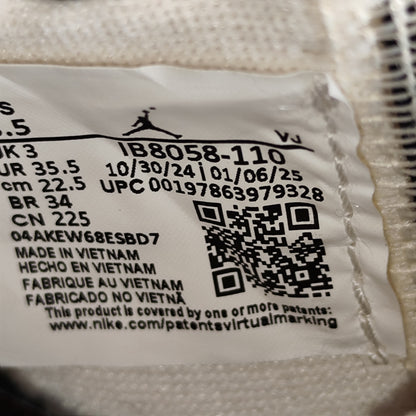 S
.5
VJ
UK 3
IB8058-110
UR 35.5
10/30/24 | 01/06/25
cm 22.5
UPC 00197863979328
BR 34
CN 225
04AKEW68ESBD7
MADE IN VIETNAM
HECHO EN VIETNAM
FABRIQUE AU VIETNAM
FABRICADO NO VIETNÃ
This product is covered by one or more patents:
www.nike.com/patentsvirtualmarking